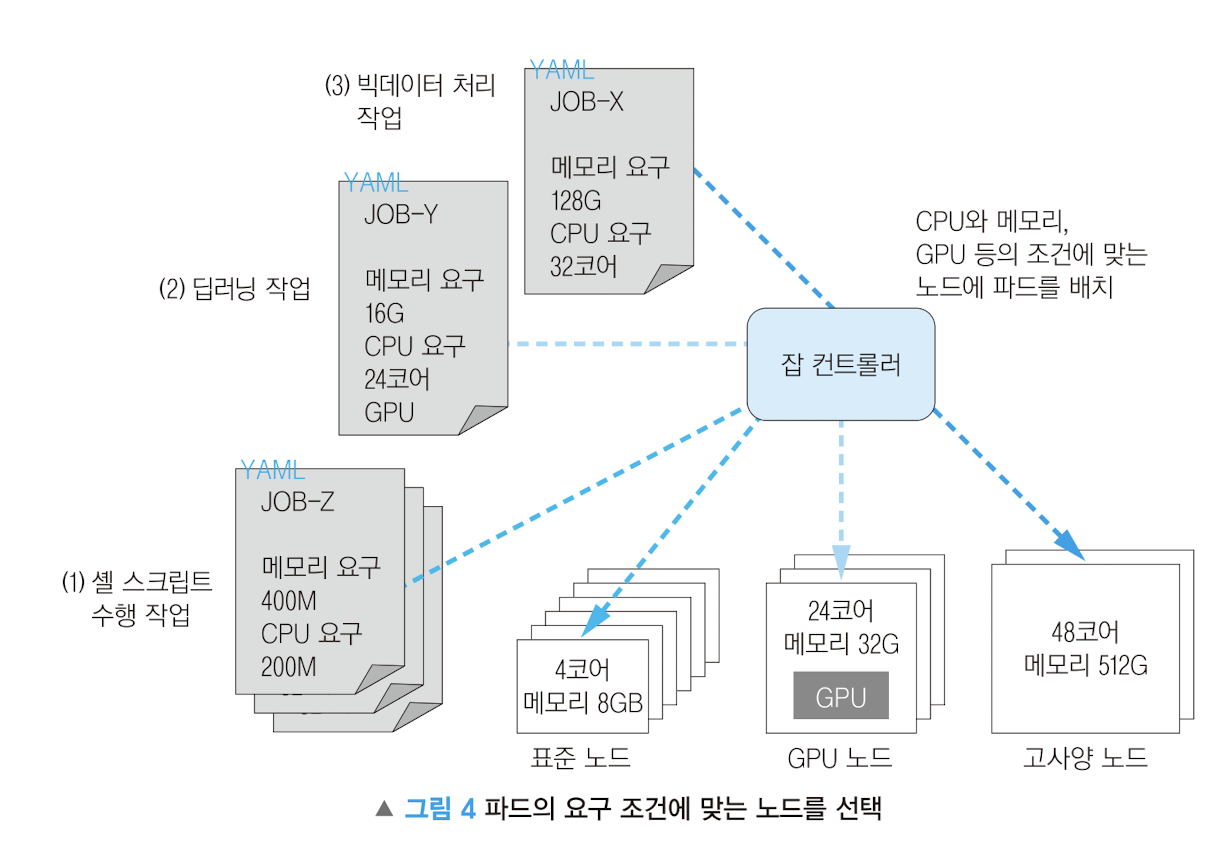 (3) 빅데이터 처리
작업
YAML
JOB-X
메모리 요구
128G
CPU 요구
32코어
(2) 딥러닝 작업
YAML
JOB-Y
메모리 요구
16G
CPU 요구
24코어
GPU
CPU와 메모리,
GPU 등의 조건에 맞는
노드에 파드를 배치
잡 컨트롤러
(1) 셸 스크립트
수행 작업
YAML
JOB-Z
메모리 요구
400M
CPU 요구
200M
4코어
메모리 8GB
표준 노드
24코어
메모리 32G
GPU
GPU 노드
48코어
메모리 512G
고사양 노드
▲ 그림 4 파드의 요구 조건에 맞는 노드를 선택